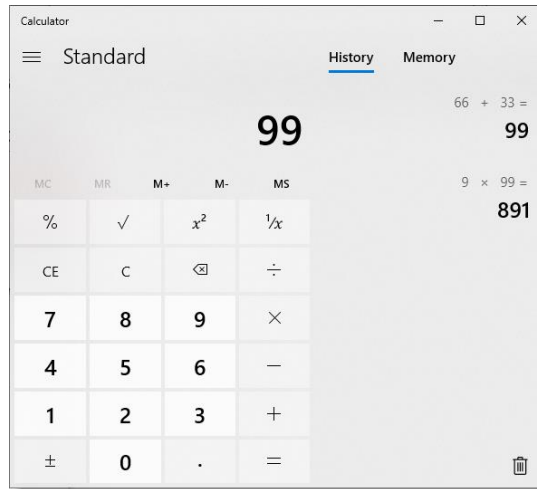 Calculator
Standard
History Memory
66 + 33 =
99
99
9 × 99 =
891
MC MR M+ M- MS
% √ x² ¹/x
CE C ÷
7 8 9 ×
4 5 6 −
1 2 3 +
± 0 . =